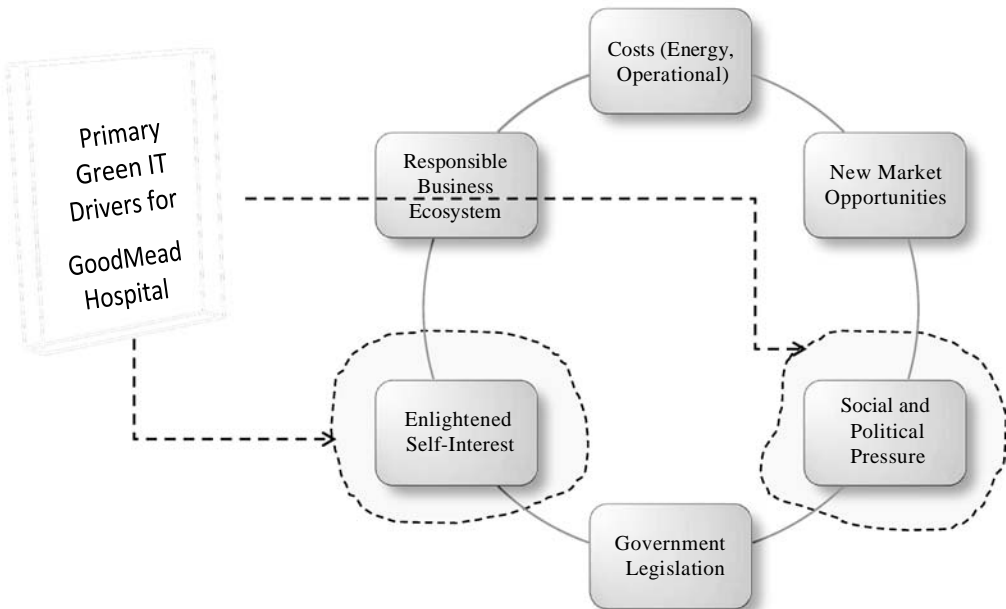 Costs (Energy,
Operational)
Primary
Green IT
Drivers for
GoodMead
Hospital
Responsible
Business
Ecosystem
New Market
Opportunities
Enlightened
Self-Interest
Social and
Political
Pressure
Government
Legislation